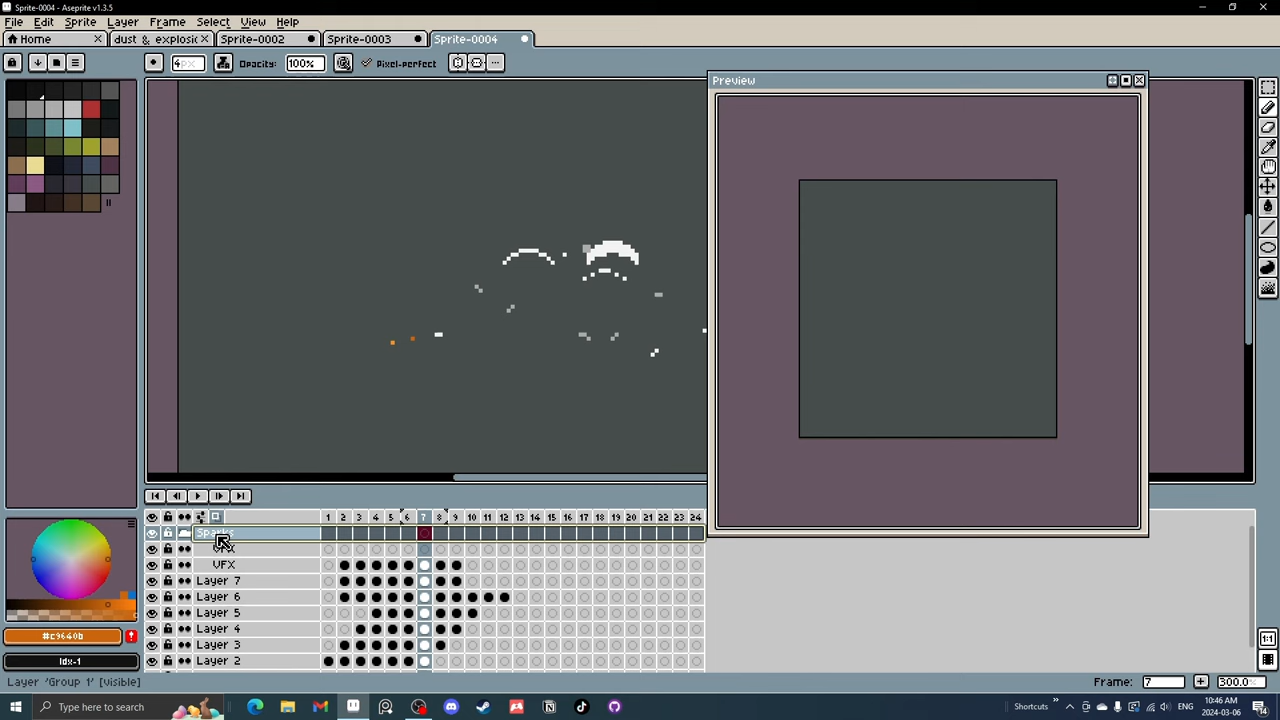 Sprite-0004 - Aseprite v1.3.5
File Edit Sprite Layer Frame Select View Help
Home dust & explosic Sprite-0002 Sprite-0003 Sprite-0004
4px Opacity: 100% Pixel-perfect
Preview
1 2 3 4 5 6 7 8 9 10 11 12 13 14 15 16 17 18 19 20 21 22 23 24
VFX
Layer 7
Layer 6
Layer 5
Layer 4
Layer 3
Layer 2
#c9640b
Idx-1
1:1
Layer 'Group 1' [Visible] Frame: 7 300.0%
Type here to search
Shortcuts
10:46 AM
2024-03-06